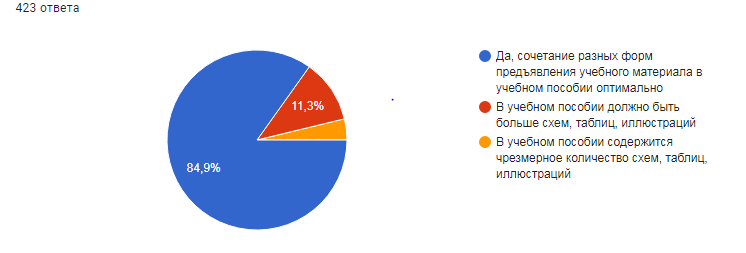 423 ответа
11,3%
84,9%
Да, сочетание разных форм
предъявления учебного материала в
учебном пособии оптимально
В учебном пособии должно быть
больше схем, таблиц, иллюстраций
В учебном пособии содержится
чрезмерное количество схем, таблиц,
иллюстраций